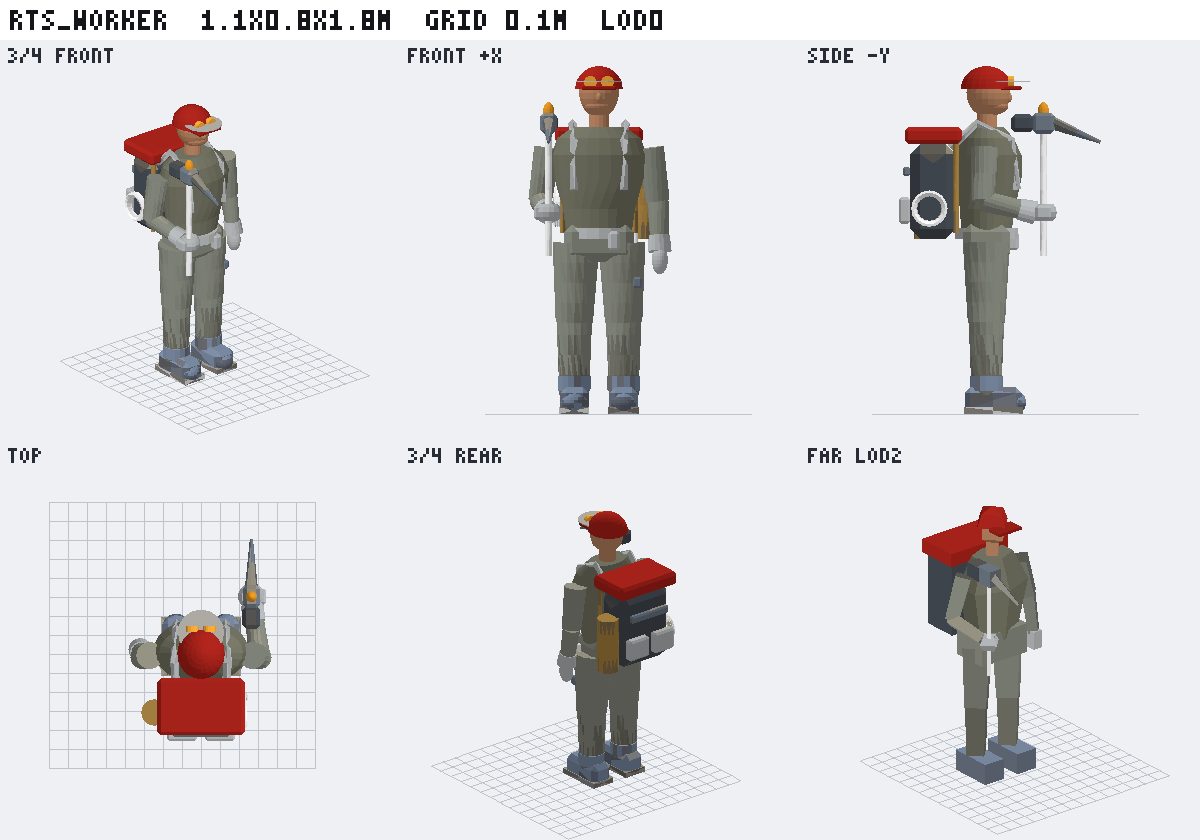 RTS_WORKER 1.1X0.8X1.8M GRID 0.1M LOD0
3/4 FRONT
FRONT +X
SIDE -Y
TOP
3/4 REAR
FAR LOD2